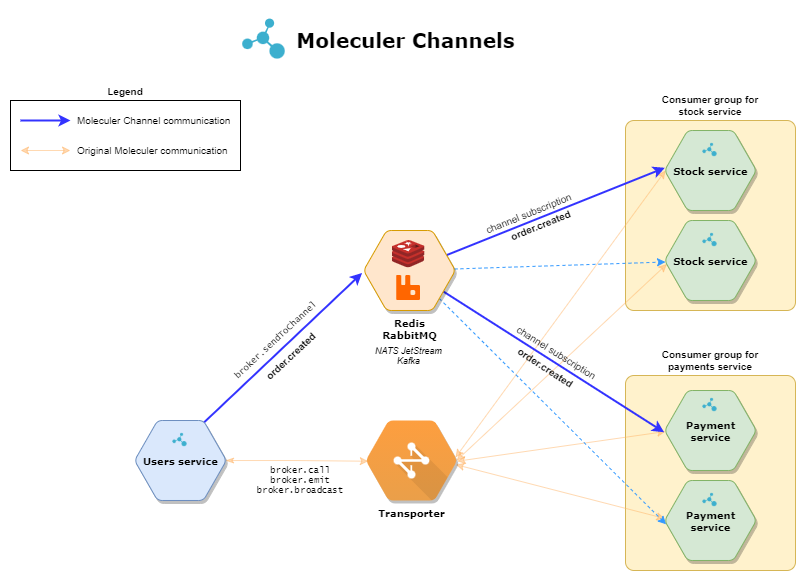 Moleculer Channels
Legend
Moleculer Channel communication
Original Moleculer communication
Consumer group for
stock service
Stock service
Stock service
channel subscription
order.created
broker.sendToChannel
order.created
Redis
RabbitMQ
NATS JetStream
Kafka
channel subscription
order.created
Consumer group for
payments service
Payment
service
Payment
service
Users service
broker.call
broker.emit
broker.broadcast
Transporter